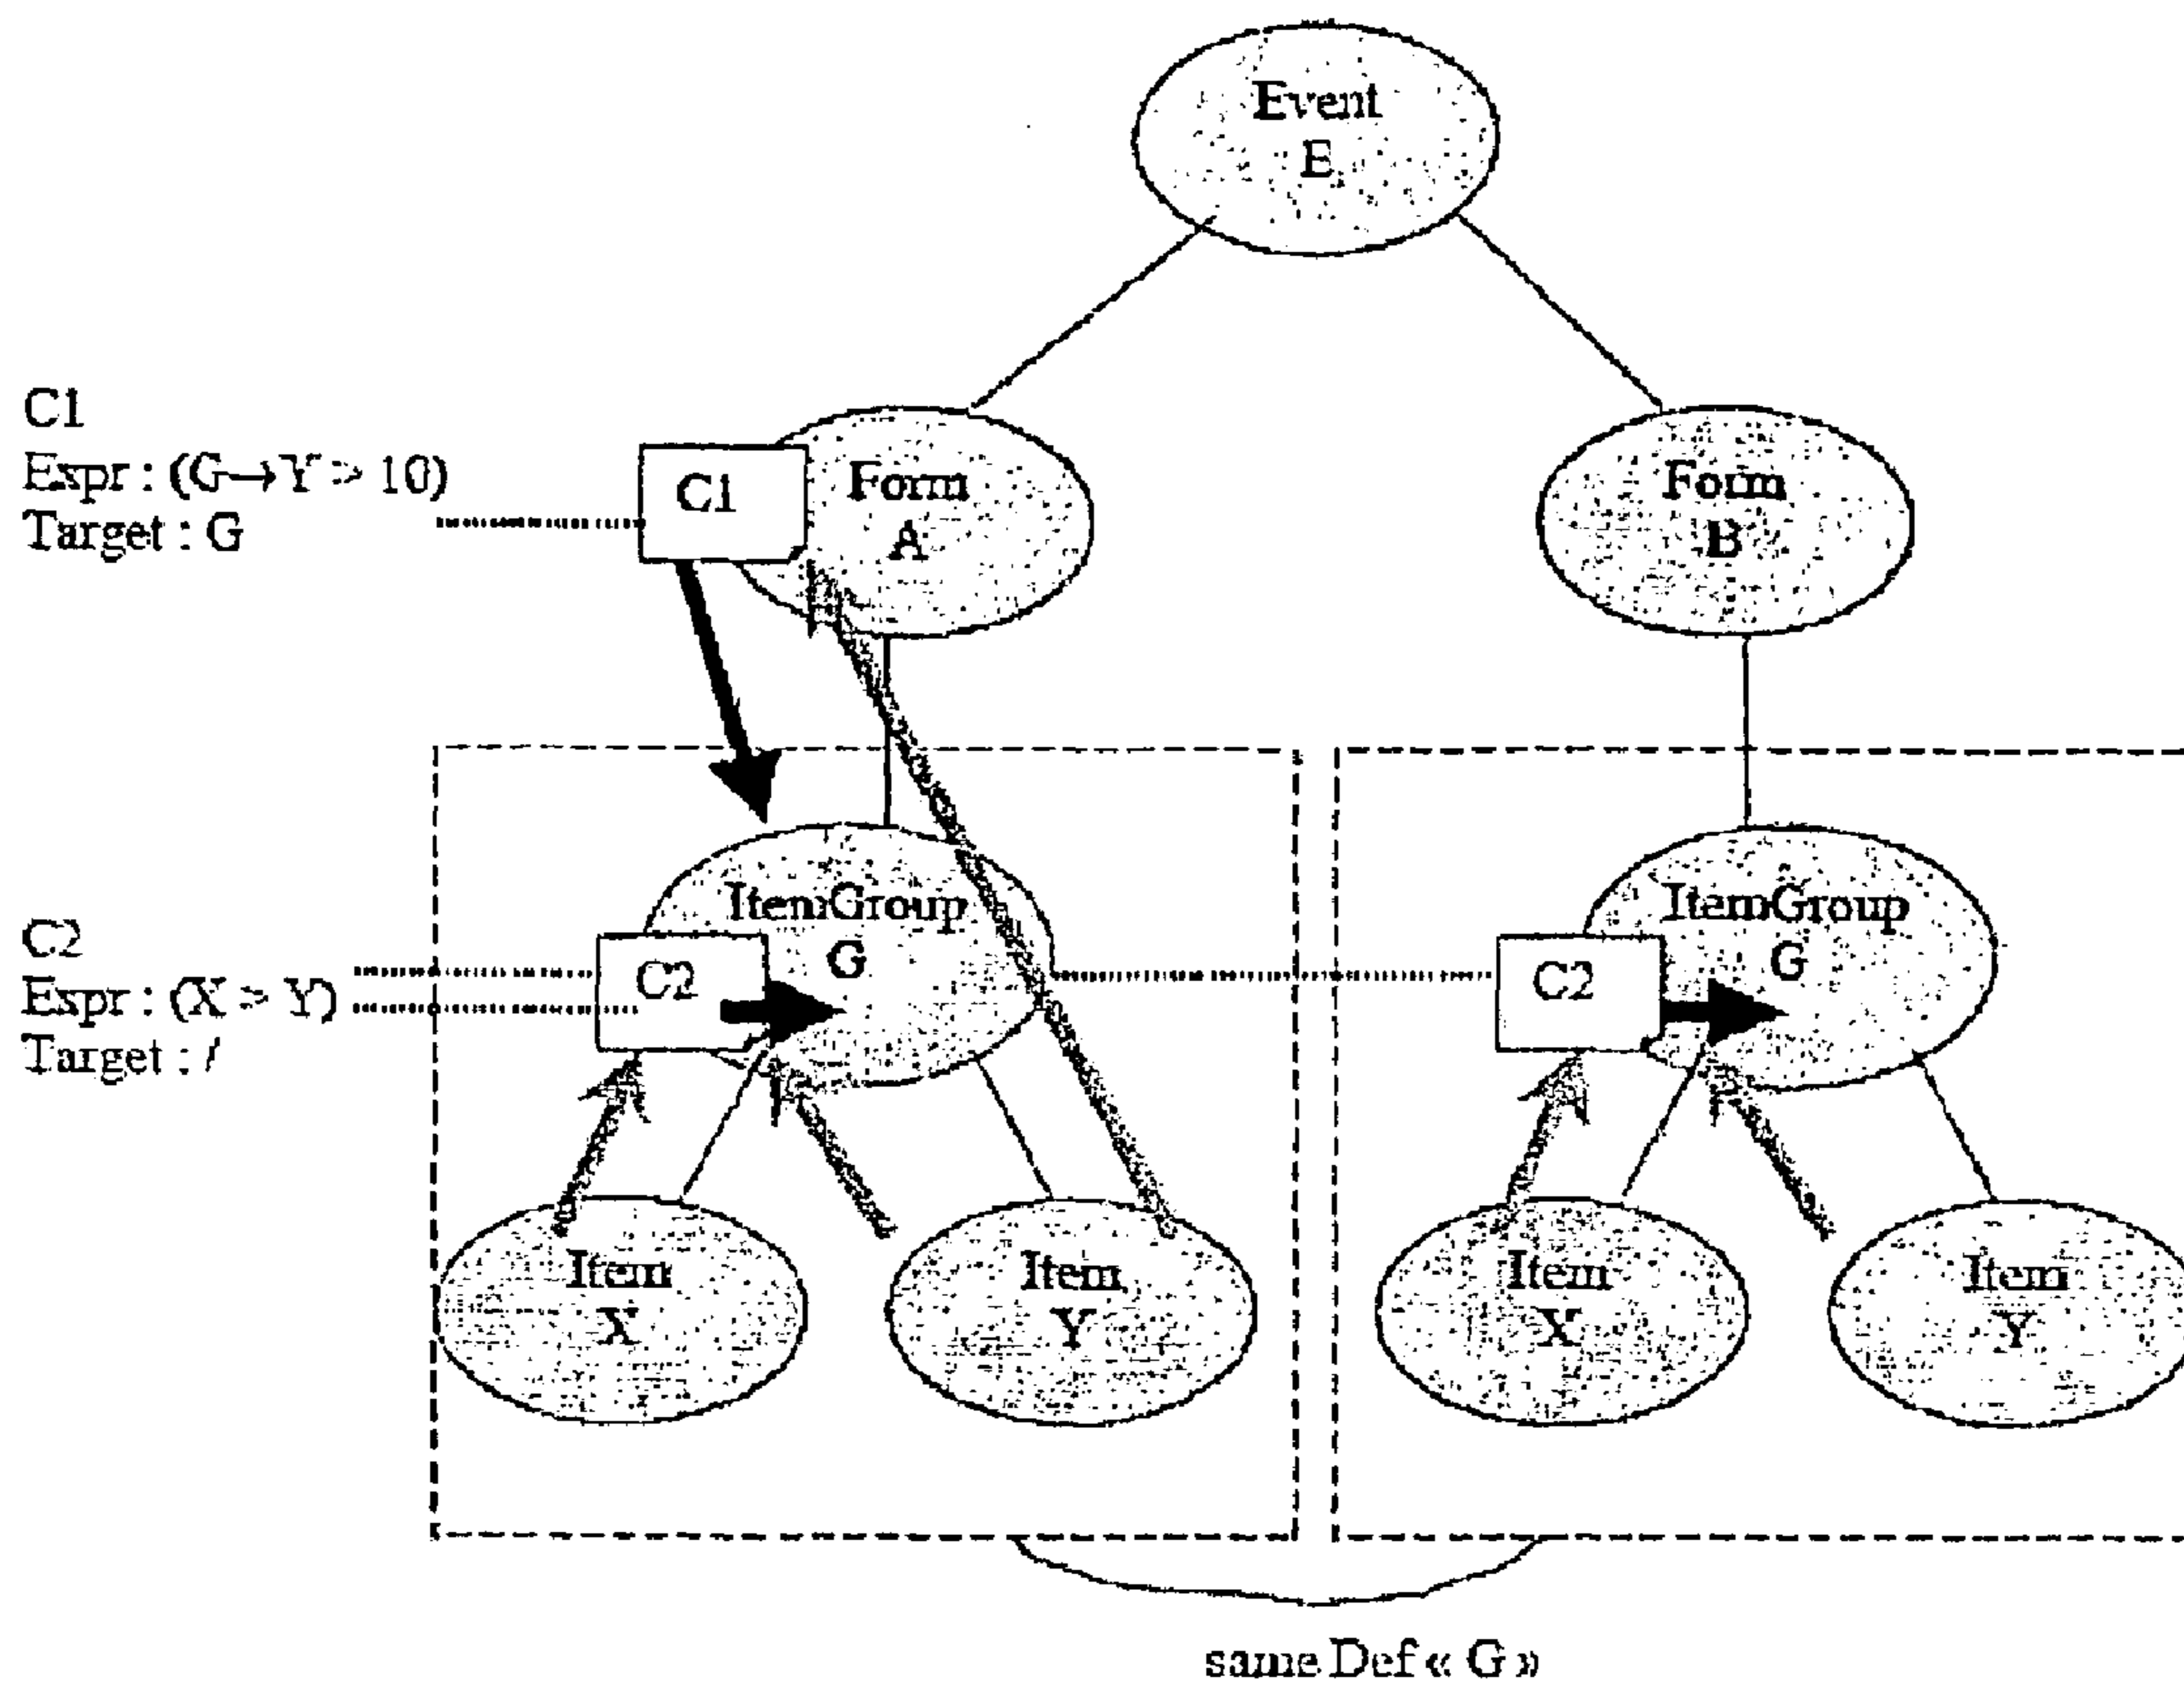 Event
E
C1
Expr : (G→Y > 10)
Target : G
C1
Form
A
Form
B
C2
Expr : (X > Y)
Target : /
ItemGroup
G
C2
ItemGroup
G
C2
Item
X
Item
Y
Item
X
Item
Y
same Def « G »